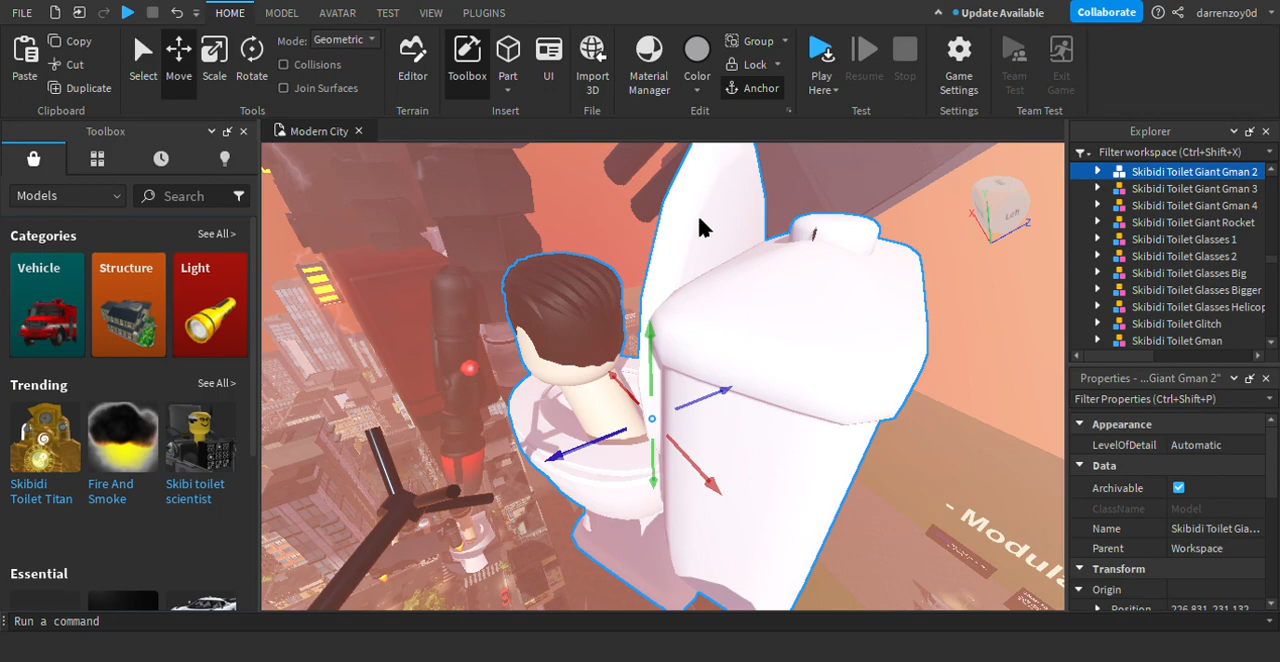 FILE HOME MODEL AVATAR TEST VIEW PLUGINS Update Available Collaborate darrenzoy0d
Paste Copy Cut Duplicate Select Move Scale Rotate Mode: Geometric Collisions Join Surfaces Editor Toolbox Part UI Import 3D Material Manager Color Group Lock Anchor Play Here Resume Stop Game Settings Team Test Exit Game
Clipboard Tools Terrain Insert File Edit Test Settings Team Test
Toolbox
Models Search
Categories See All >
Vehicle Structure Light
Trending See All >
Skibidi Toilet Titan
Fire And Smoke
Skibi toilet scientist
Essential
Modern City
Left
X
Y
Z
- Modula
Explorer
Filter workspace (Ctrl+Shift+X)
Skibidi Toilet Giant Gman 2
Skibidi Toilet Giant Gman 3
Skibidi Toilet Giant Gman 4
Skibidi Toilet Giant Rocket
Skibidi Toilet Glasses 1
Skibidi Toilet Glasses 2
Skibidi Toilet Glasses Big
Skibidi Toilet Glasses Bigger
Skibidi Toilet Glasses Helicop
Skibidi Toilet Glitch
Skibidi Toilet Gman
Properties - ...Giant Gman 2"
Filter Properties (Ctrl+Shift+P)
Appearance
LevelOfDetail Automatic
Data
Archivable
ClassName Model
Name Skibidi Toilet Gia...
Parent Workspace
Transform
Origin
Position 226.831, 231.132,
Run a command